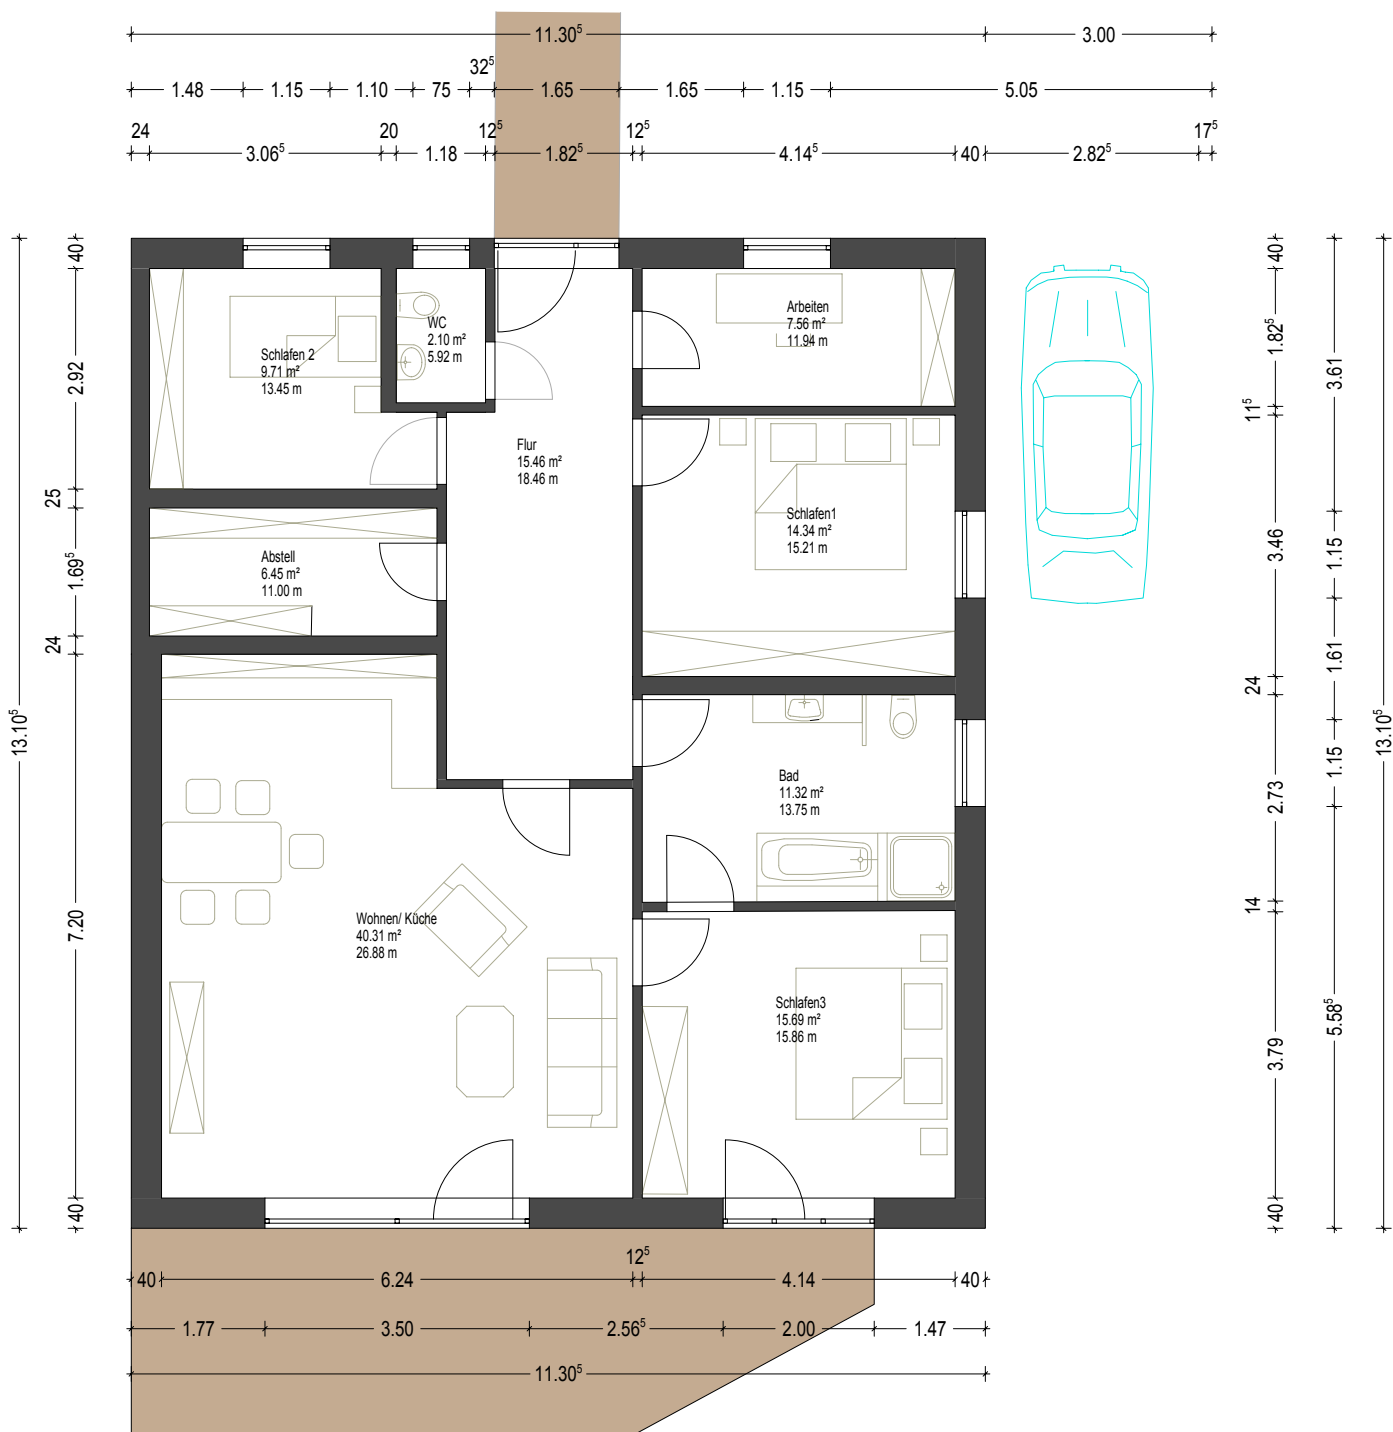 11.30⁵ 3.00
32⁵
1.48 1.15 1.10 75 1.65 1.65 1.15 5.05
24 20 12⁵ 12⁵ 17⁵
3.06⁵ 1.18 1.82⁵ 4.14⁵ 40 2.82⁵
13.10⁵
40
2.92
25
1.69⁵
24
7.20
40
Schlafen 2
9.71 m²
13.45 m
WC
2.10 m²
5.92 m
Arbeiten
7.56 m²
11.94 m
Flur
15.46 m²
18.46 m
Schlafen1
14.34 m²
15.21 m
Abstell
6.45 m²
11.00 m
Bad
11.32 m²
13.75 m
Wohnen/ Küche
40.31 m²
26.88 m
Schlafen3
15.69 m²
15.86 m
40
1.82⁵
11⁵
3.46
24
2.73
14
3.79
40
3.61
1.15
1.61
1.15
5.58⁵
13.10⁵
12⁵
40 6.24 4.14 40
1.77 3.50 2.56⁵ 2.00 1.47
11.30⁵